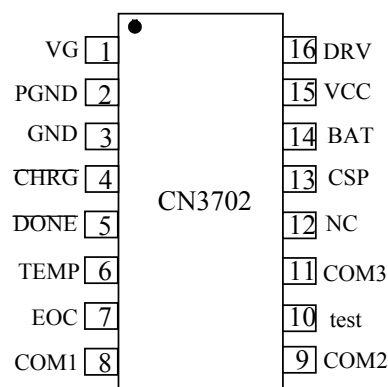 VG 1 16 DRV
PGND 2 15 VCC
GND 3 14 BAT
CHRG 4 13 CSP
CN3702
DONE 5 12 NC
TEMP 6 11 COM3
EOC 7 10 test
COM1 8 9 COM2